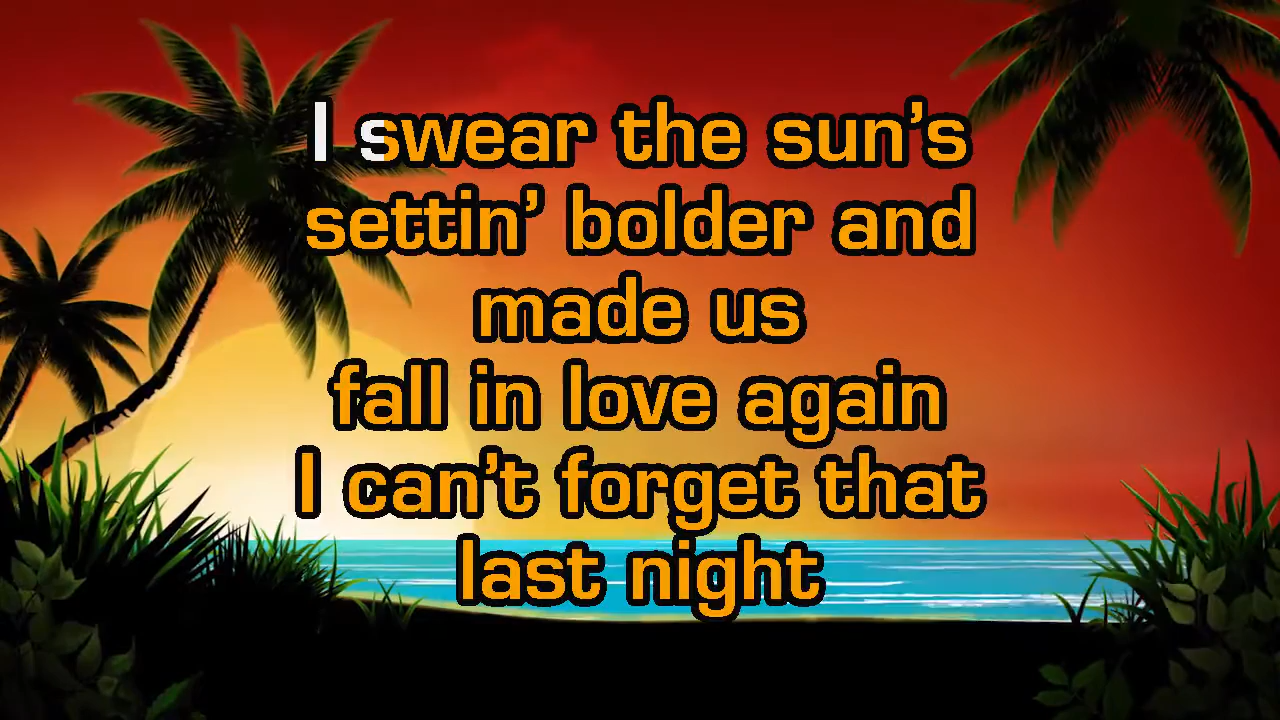 I swear the sun’s
settin’ bolder and
made us
fall in love again
I can’t forget that
last night